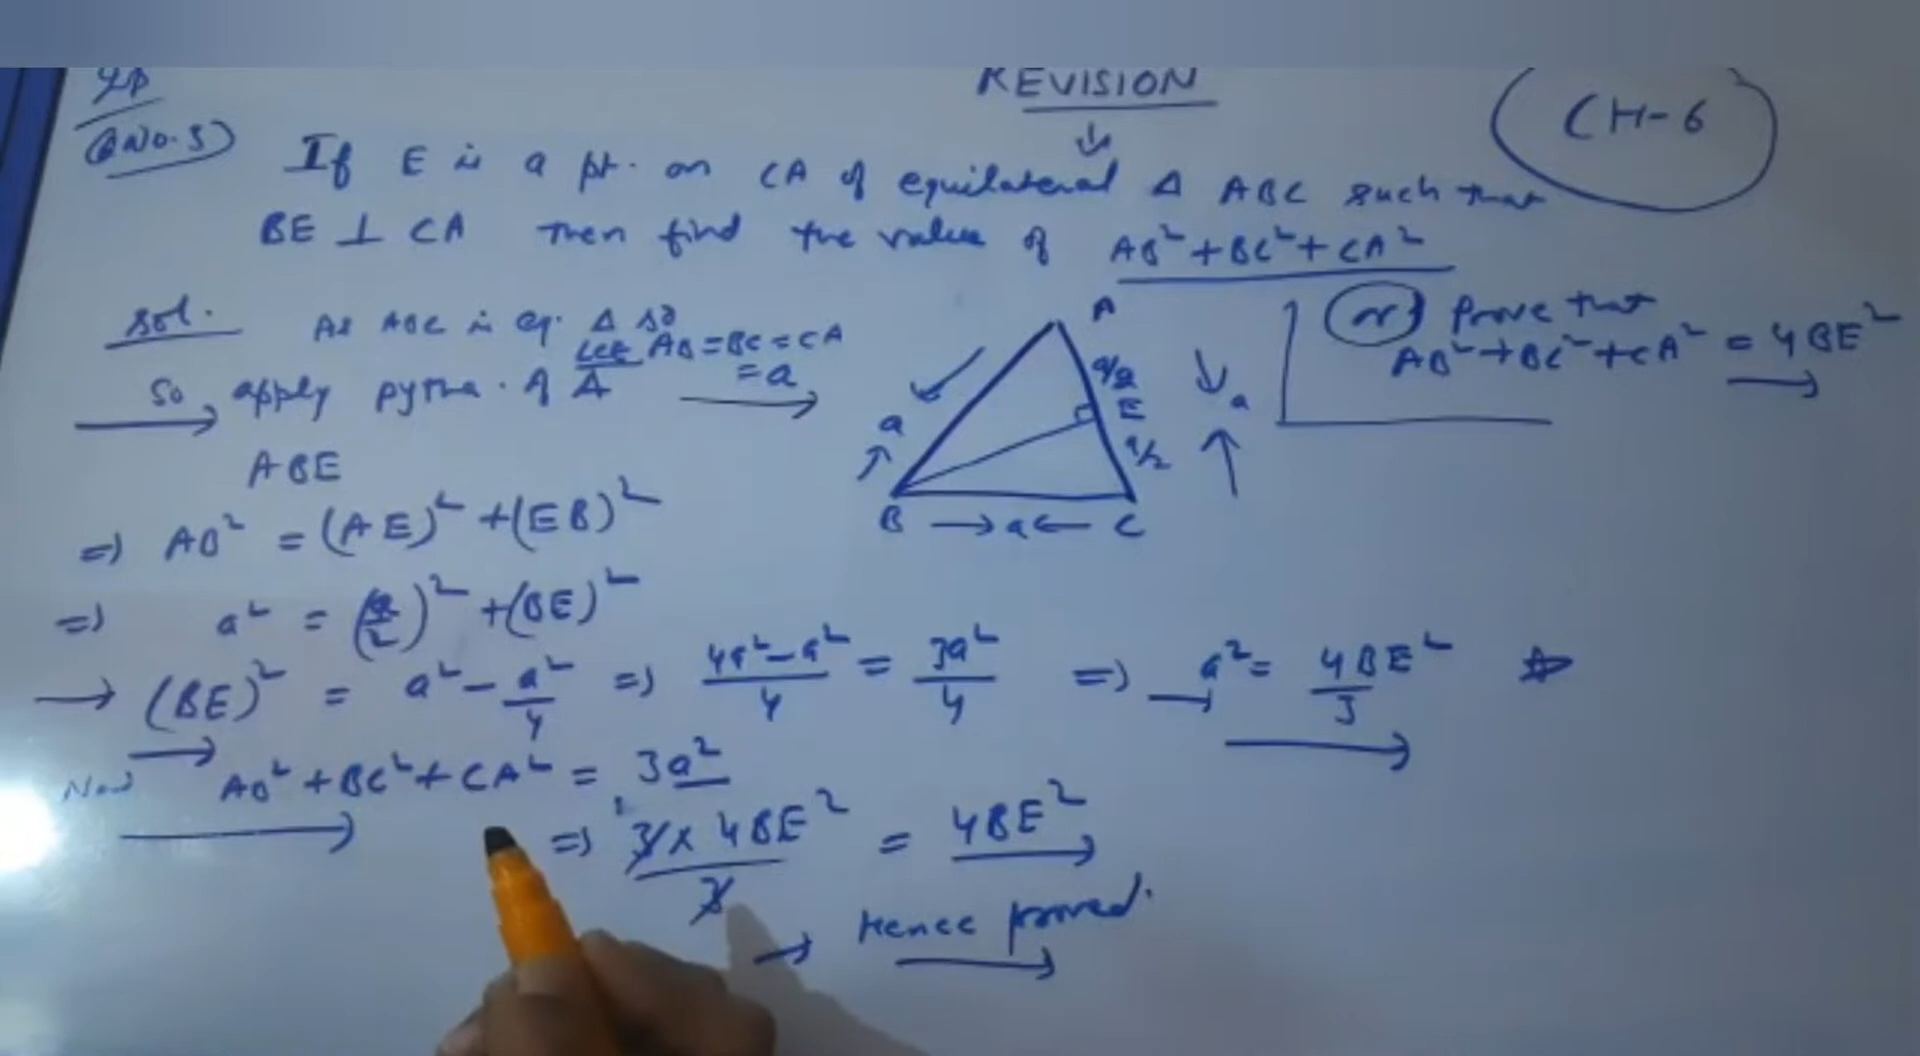 REVISION
CH-6
QNo.5)
If E is a pt. on CA of equilateral Δ ABC such that
BE ⊥ CA then find the value of AB²+BC²+CA²
or) Prove that
AB²+BC²+CA² = 4BE²
Sol. As ABC is eq. Δ so
let AB=BC=CA
=a
So, apply pytha. of Δ
ABE
A
a/2
E
a
a
a/2
B →a← C
=) AB² = (AE)²+(EB)²
=) a² = (a/2)²+(BE)²
→ (BE)² = a²-a²/4 =) 4a²-a²/4 = 3a²/4 =) a²= 4BE²/3
Now AB²+BC²+CA² = 3a²
=) 3x4BE²/3 = 4BE²
→ Hence proved.